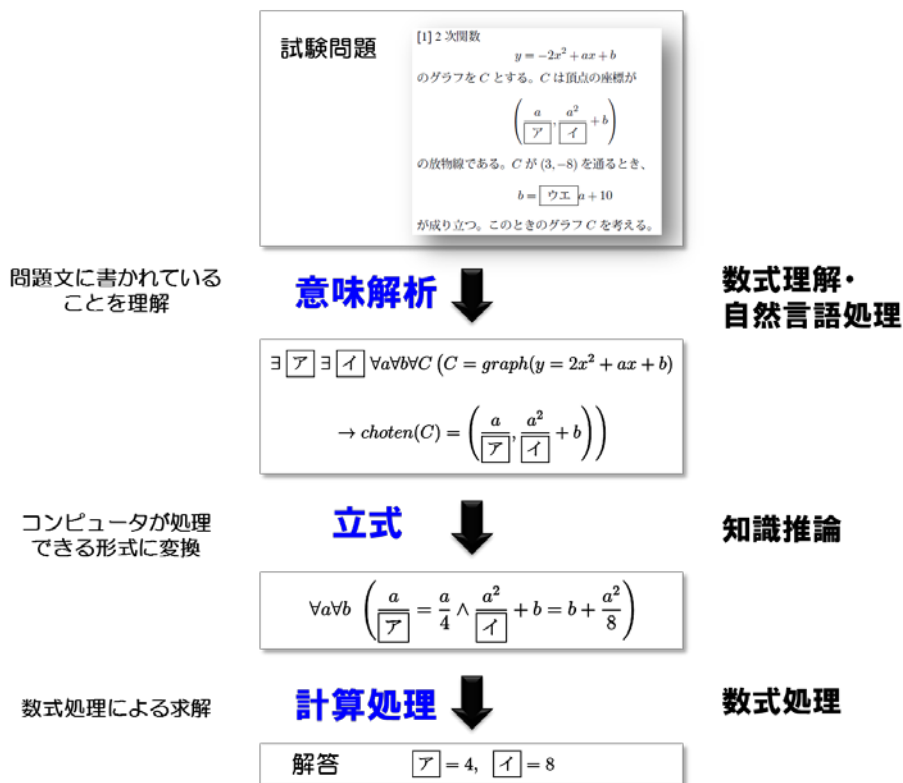 試験問題
[1] 2 次関数
y = −2x² + ax + b
のグラフを C とする。C は頂点の座標が
(a/ア, a²/イ + b)
の放物線である。C が (3, −8) を通るとき、
b = ウエ a + 10
が成り立つ。このときのグラフ C を考える。
問題文に書かれている
ことを理解
意味解析
数式理解・
自然言語処理
∃ ア ∃ イ ∀a∀b∀C (C = graph(y = 2x² + ax + b)
→ choten(C) = (a/ア, a²/イ + b))
コンピュータが処理
できる形式に変換
立式
知識推論
∀a∀b (a/ア = a/4 ∧ a²/イ + b = b + a²/8)
数式処理による求解
計算処理
数式処理
解答 ア = 4, イ = 8